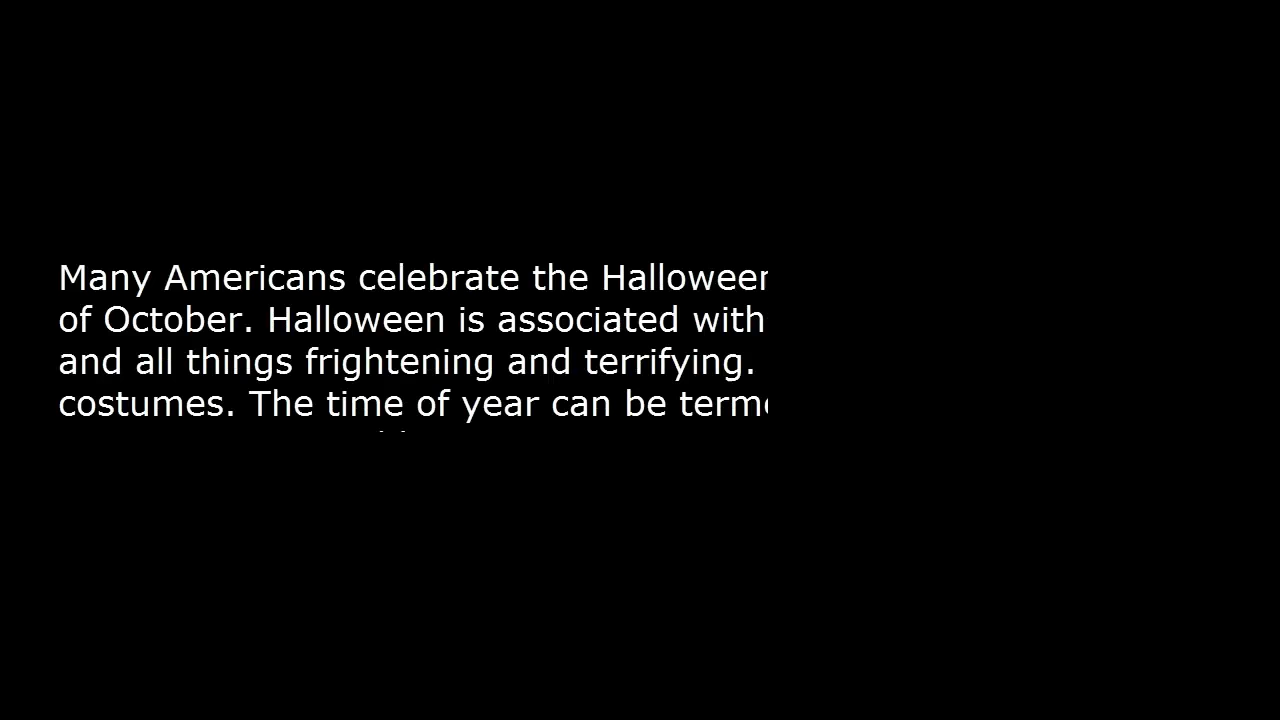 Many Americans celebrate the Halloween
of October. Halloween is associated with
and all things frightening and terrifying.
costumes. The time of year can be